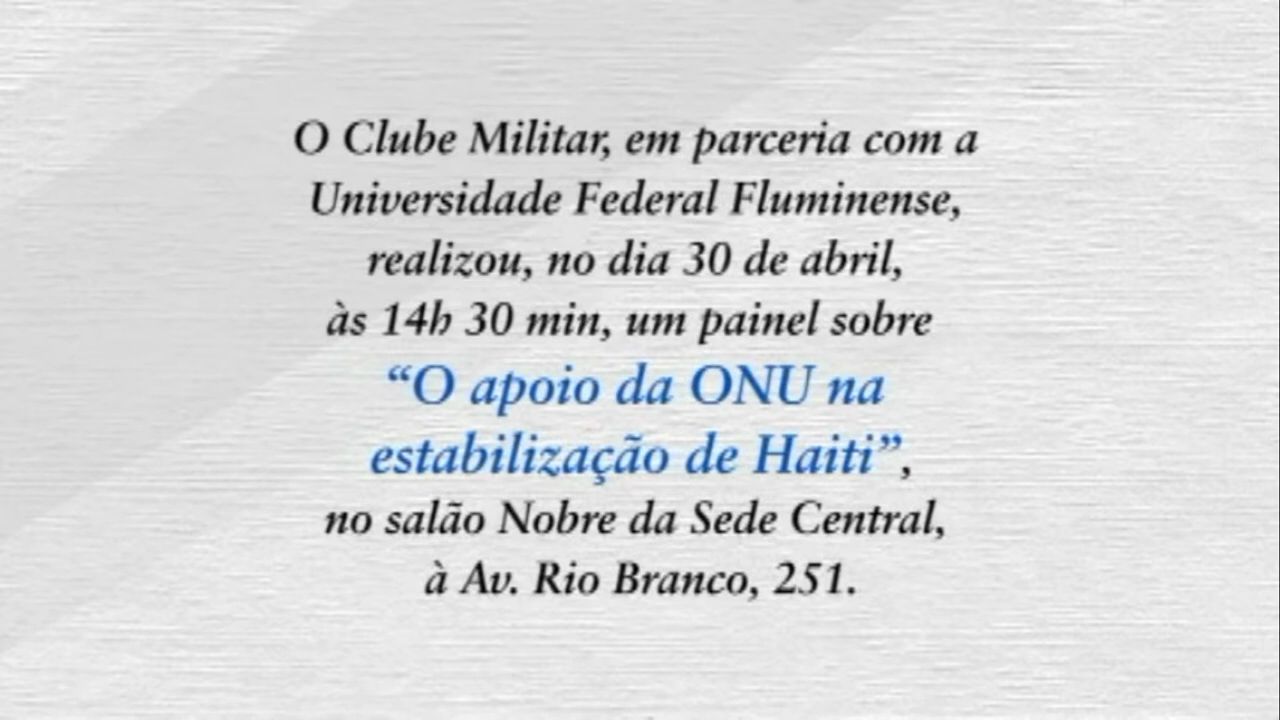 O Clube Militar, em parceria com a
Universidade Federal Fluminense,
realizou, no dia 30 de abril,
às 14h 30 min, um painel sobre
“O apoio da ONU na
estabilização de Haiti”,
no salão Nobre da Sede Central,
à Av. Rio Branco, 251.